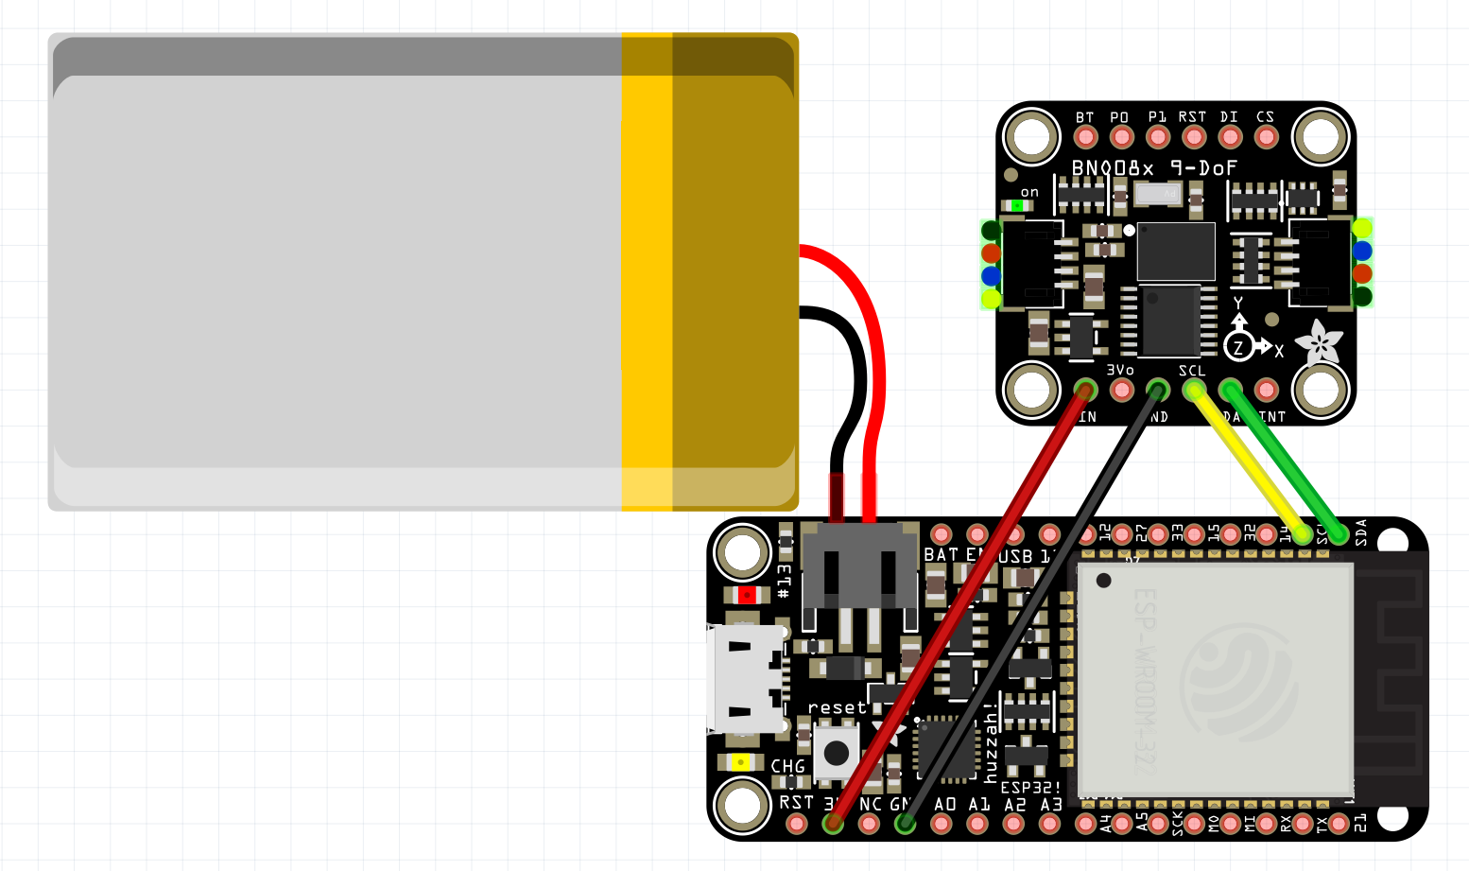 BT PO P1 RST DI CS
BNO08x 9-DoF
on
Y
Z
X
3Vo SCL
IN ND DA INT
12 27 33 15 32 14 SCL SDA
BAT EN USB
#13
ESP-WROOM-32
reset
huzzah!
CHG
ESP32!
RST 3V NC GN A0 A1 A2 A3
A4 A5 SCK MO MI RX TX 21